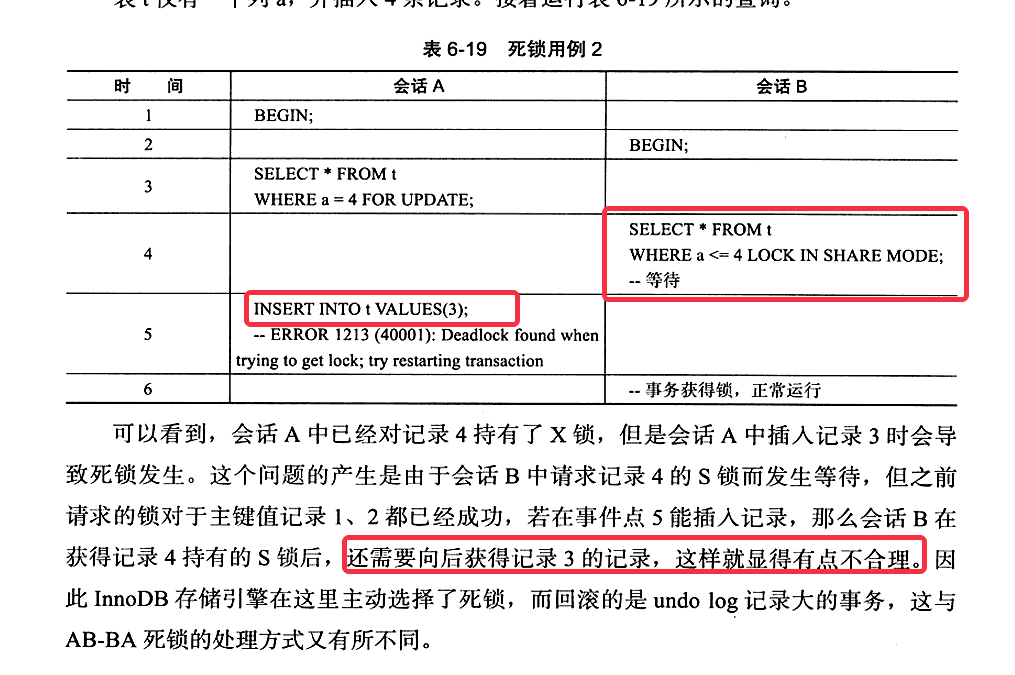 表 t 仅有一个列 a，并插入 4 条记录。接着运行表 6-19 所示的查询。
表 6-19 死锁用例 2
时 间 会话 A 会话 B
1 BEGIN;
2 BEGIN;
3 SELECT * FROM t
WHERE a = 4 FOR UPDATE;
4 SELECT * FROM t
WHERE a <= 4 LOCK IN SHARE MODE;
-- 等待
5 INSERT INTO t VALUES(3);
-- ERROR 1213 (40001): Deadlock found when
trying to get lock; try restarting transaction
6 -- 事务获得锁，正常运行
可以看到，会话 A 中已经对记录 4 持有了 X 锁，但是会话 A 中插入记录 3 时会导
致死锁发生。这个问题的产生是由于会话 B 中请求记录 4 的 S 锁而发生等待，但之前
请求的锁对于主键值记录 1、2 都已经成功，若在事件点 5 能插入记录，那么会话 B 在
获得记录 4 持有的 S 锁后，还需要向后获得记录 3 的记录，这样就显得有点不合理。因
此 InnoDB 存储引擎在这里主动选择了死锁，而回滚的是 undo log 记录大的事务，这与
AB-BA 死锁的处理方式又有所不同。